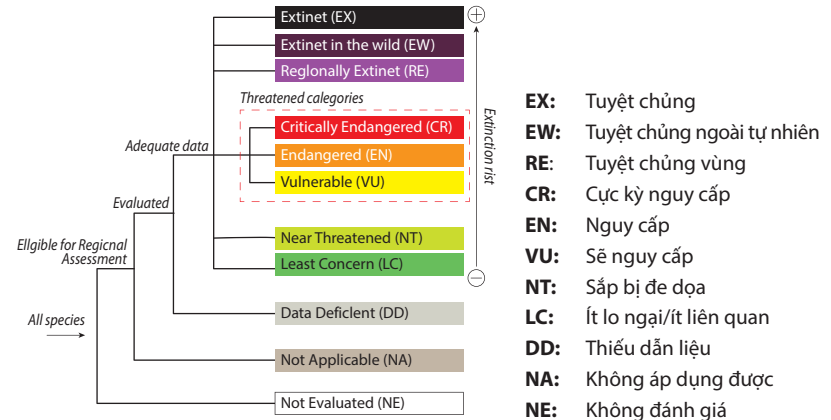 Extinet (EX)
Extinet in the wild (EW)
Regionally Extinet (RE)
Threatened calegories
Critically Endangered (CR)
Endangered (EN)
Vulnerable (VU)
Near Threatened (NT)
Least Concern (LC)
Data Deficlent (DD)
Not Applicable (NA)
Not Evaluated (NE)
Adequate data
Evaluated
Ellgible for Regicnal
Assessment
All species
Extinction rist
EX: Tuyệt chủng
EW: Tuyệt chủng ngoài tự nhiên
RE: Tuyệt chủng vùng
CR: Cực kỳ nguy cấp
EN: Nguy cấp
VU: Sẽ nguy cấp
NT: Sắp bị đe dọa
LC: Ít lo ngại/ít liên quan
DD: Thiếu dẫn liệu
NA: Không áp dụng được
NE: Không đánh giá